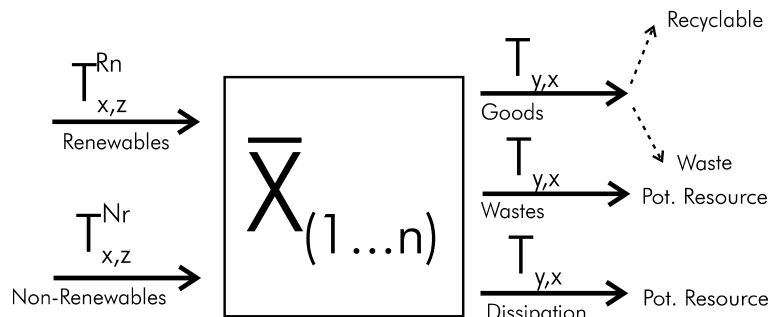 Recyclable
T y,x
T Rn x,z
Goods
Renewables
X (1...n)
T y,x
Waste
Wastes
Pot. Resource
T Nr x,z
T y,x
Non-Renewables
Pot. Resource
Dissipation